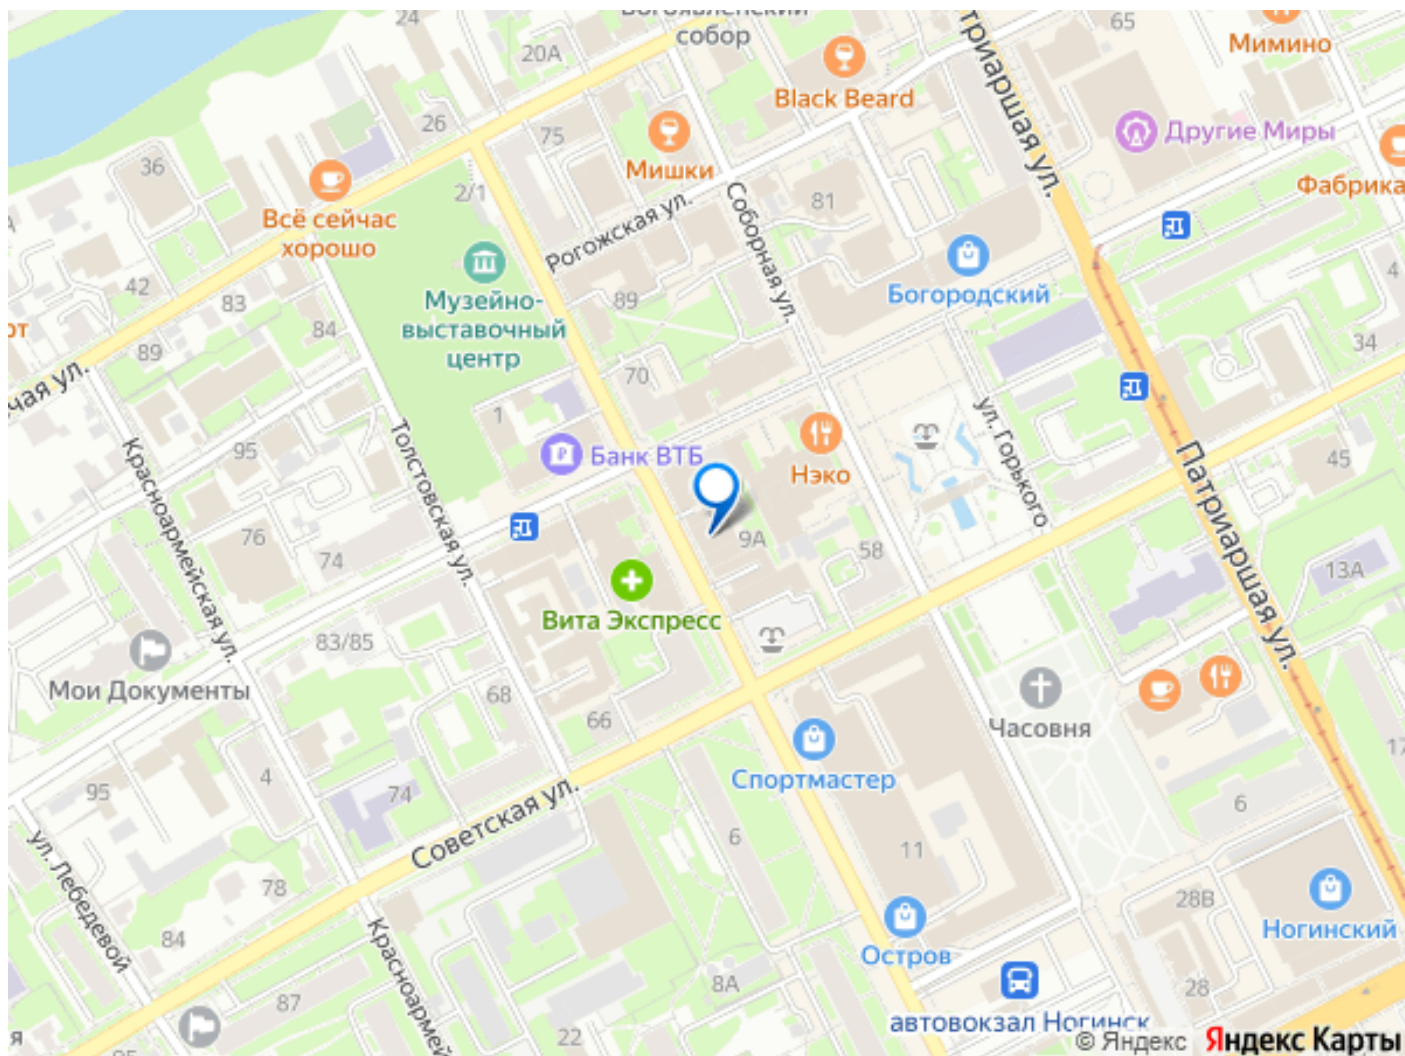 24
собор
20А
Black Beard
65
Мимино
Патриаршая ул.
26
75
Мишки
Другие Миры
Фабрика
36
2/1
Всё сейчас
хорошо
Рогожская ул.
Соборная ул.
81
Музейно-
выставочный
центр
89
Богородский
42
83
84
4
34
89
чая ул.
70
1
Банк ВТБ
Нэко
ул. Горького
45
95
Толстовская ул.
Красноармейская ул.
76
74
9А
58
Патриаршая ул.
13А
Вита Экспресс
83/85
Мои Документы
68
66
Часовня
Спортмастер
17
4
95
74
Советская ул.
6
6
11
ул. Лебедевой
78
84
Красноармей
28В
Ногинский
Остров
8А
87
22
28
автовокзал Ногинск
я
© Яндекс Яндекс Карты